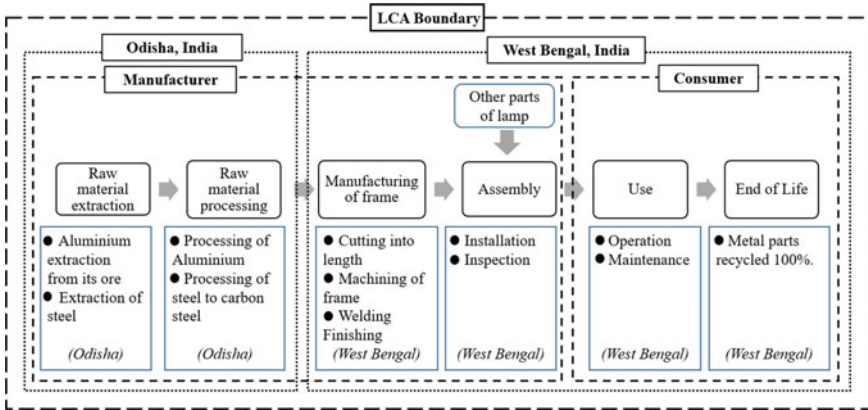 LCA Boundary
Odisha, India
West Bengal, India
Manufacturer
Consumer
Other parts
of lamp
Raw
material
extraction
Raw
material
processing
Manufacturing
of frame
Assembly
Use
End of Life
● Aluminium
extraction
from its ore
● Extraction of
steel
(Odisha)
● Processing of
Aluminium
● Processing of
steel to carbon
steel
(Odisha)
● Cutting into
length
● Machining of
frame
● Welding
Finishing
(West Bengal)
● Installation
● Inspection
(West Bengal)
● Operation
● Maintenance
(West Bengal)
● Metal parts
recycled 100%.
(West Bengal)